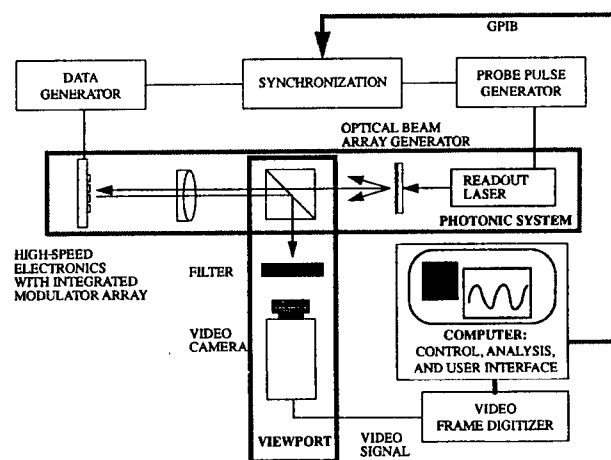 GPIB
DATA
GENERATOR
SYNCHRONIZATION
PROBE PULSE
GENERATOR
OPTICAL BEAM
ARRAY GENERATOR
READOUT
LASER
PHOTONIC SYSTEM
HIGH-SPEED
ELECTRONICS
WITH INTEGRATED
MODULATOR ARRAY
FILTER
VIDEO
CAMERA
COMPUTER:
CONTROL, ANALYSIS,
AND USER INTERFACE
VIEWPORT
VIDEO
SIGNAL
VIDEO
FRAME DIGITIZER